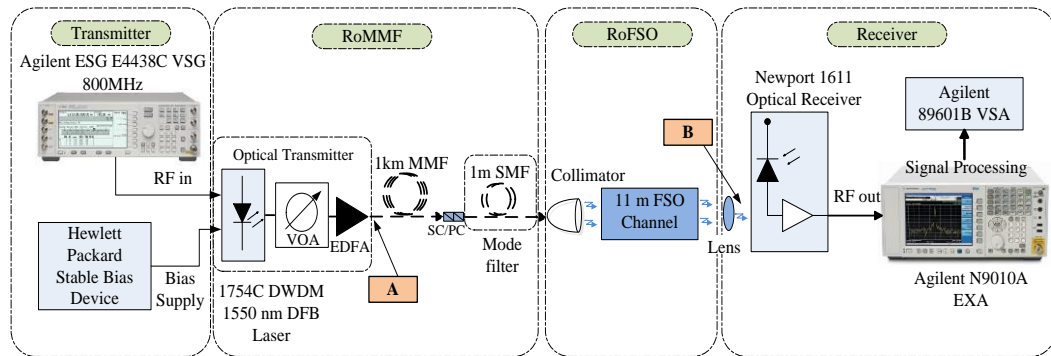 Transmitter
RoMMF
RoFSO
Receiver
Agilent ESG E4438C VSG
800MHz
RF in
Hewlett
Packard
Stable Bias
Device
Bias
Supply
Optical Transmitter
VOA
EDFA
1754C DWDM
1550 nm DFB
Laser
A
1km MMF
SC/PC
1m SMF
Mode
filter
Collimator
11 m FSO
Channel
B
Lens
Newport 1611
Optical Receiver
RF out
Agilent
89601B VSA
Signal Processing
Agilent N9010A
EXA